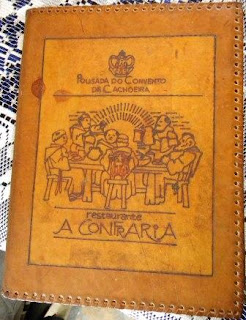 POUSADA DO CONVENTO
DE CACHOEIRA
restaurante
A CONFRARIA